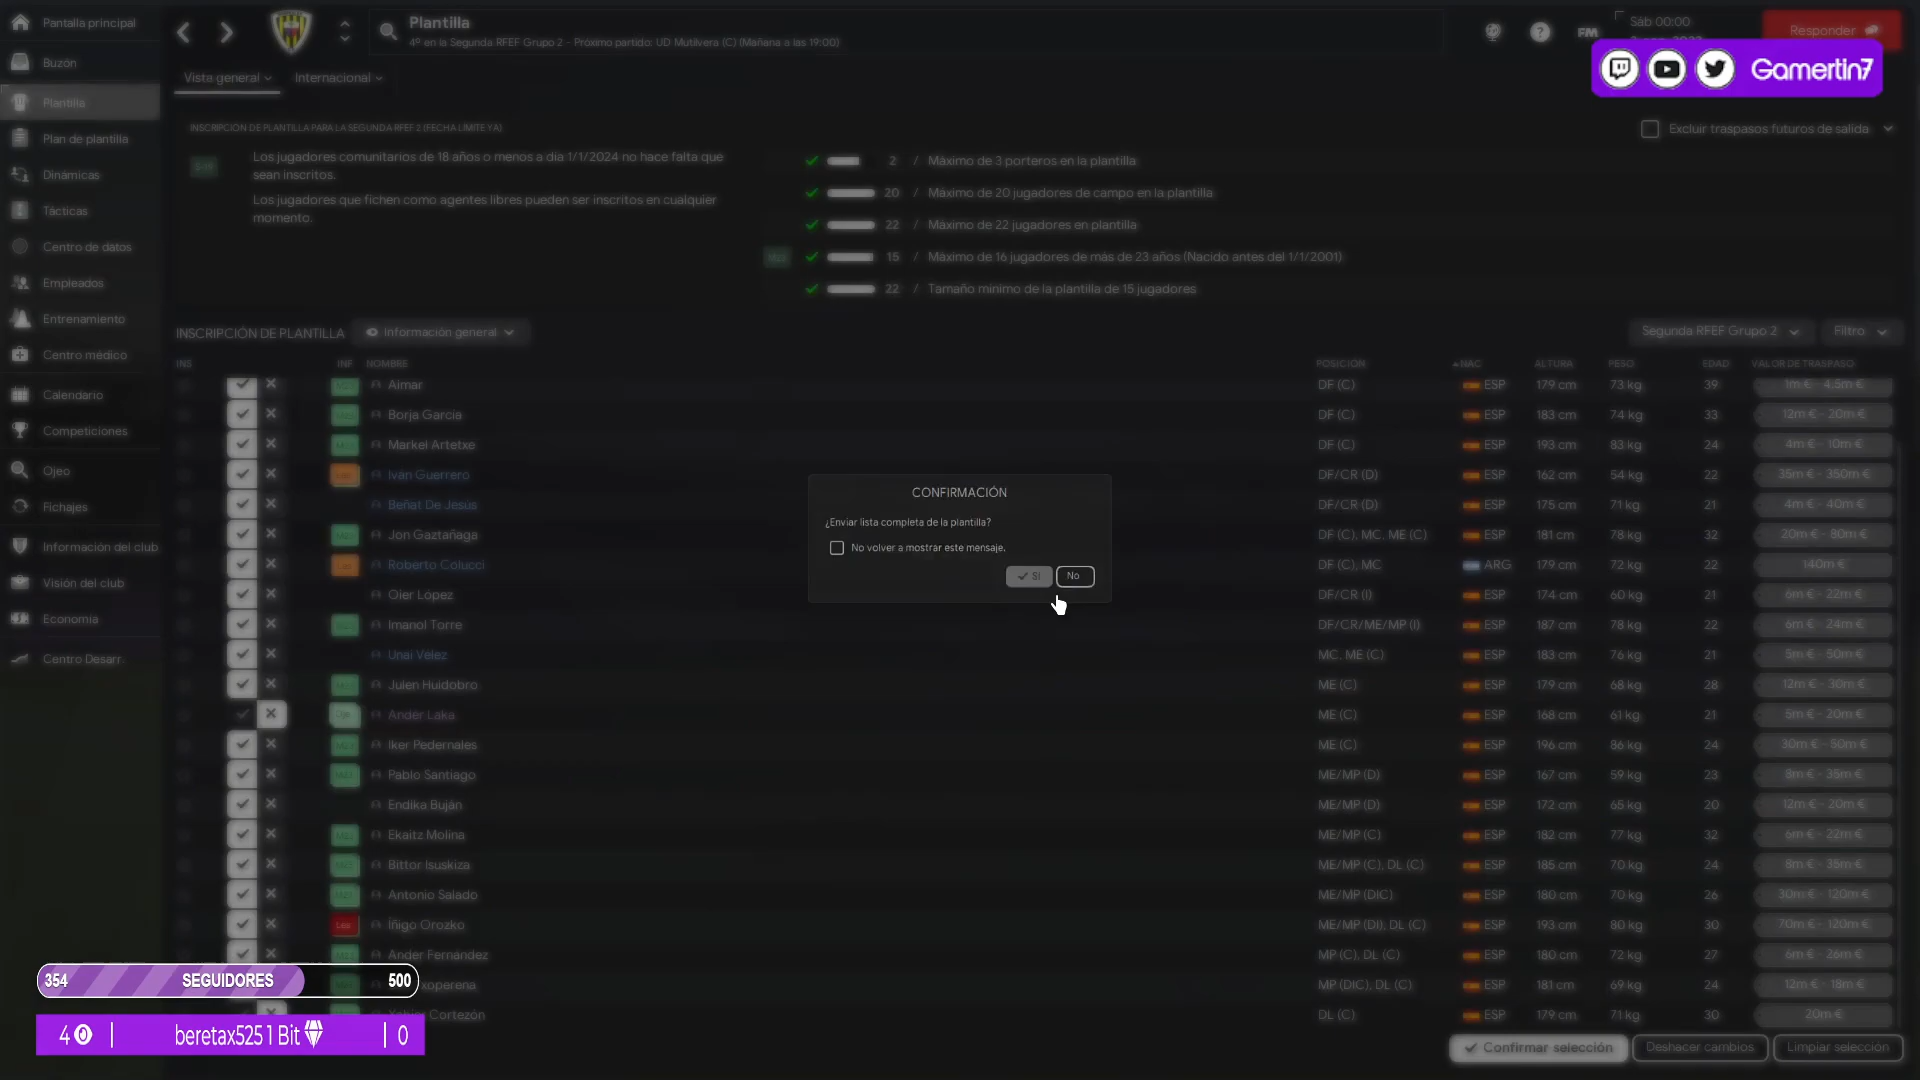 Pantalla principal
Buzón
Plantilla
Plan de plantilla
Dinámicas
Tácticas
Centro de datos
Empleados
Entrenamiento
Centro médico
Calendario
Competiciones
Ojeo
Fichajes
Información del club
Visión del club
Economía
Centro Desarr.
Plantilla
4º en la Segunda RFEF Grupo 2 - Próximo partido: UD Mutilvera (C) (Mañana a las 19:00)
FM
Sáb 00:00
Responder
Gamertin7
Vista general
Internacional
INSCRIPCIÓN DE PLANTILLA PARA LA SEGUNDA RFEF 2 (FECHA LÍMITE YA)
Excluir traspasos futuros de salida
Los jugadores comunitarios de 18 años o menos a día 1/1/2024 no hace falta que
sean inscritos.
Los jugadores que fichen como agentes libres pueden ser inscritos en cualquier
momento.
2 / Máximo de 3 porteros en la plantilla
20 / Máximo de 20 jugadores de campo en la plantilla
22 / Máximo de 22 jugadores en plantilla
15 / Máximo de 16 jugadores de más de 23 años (Nacido antes del 1/1/2001)
22 / Tamaño mínimo de la plantilla de 15 jugadores
INSCRIPCIÓN DE PLANTILLA
Información general
Segunda RFEF Grupo 2
Filtro
INS INF NOMBRE POSICIÓN NAC ALTURA PESO EDAD VALOR DE TRASPASO
Aimar DF (C) ESP 179 cm 73 kg 39 1m € - 4,5m €
Borja García DF (C) ESP 183 cm 74 kg 33 12m € - 20m €
Markel Artetxe DF (C) ESP 193 cm 83 kg 24 4m € - 10m €
Iván Guerrero DF/CR (D) ESP 162 cm 54 kg 22 35m € - 350m €
Beñat De Jesús DF/CR (D) ESP 175 cm 71 kg 21 4m € - 40m €
Jon Gaztañaga DF (C), MC, ME (C) ESP 181 cm 78 kg 32 20m € - 80m €
Roberto Colucci DF (C), MC ARG 179 cm 72 kg 22 140m €
Oier López DF/CR (I) ESP 174 cm 60 kg 21 6m € - 22m €
Imanol Torre DF/CR/ME/MP (I) ESP 187 cm 78 kg 22 6m € - 24m €
Unai Vélez MC, ME (C) ESP 183 cm 76 kg 21 5m € - 50m €
Julen Huidobro ME (C) ESP 179 cm 68 kg 28 12m € - 30m €
Ander Laka ME (C) ESP 168 cm 61 kg 21 5m € - 20m €
Iker Pedernales ME (C) ESP 196 cm 86 kg 24 30m € - 50m €
Pablo Santiago ME/MP (D) ESP 167 cm 59 kg 23 8m € - 35m €
Endika Buján ME/MP (D) ESP 172 cm 65 kg 20 12m € - 20m €
Ekaitz Molina ME/MP (C) ESP 182 cm 77 kg 32 6m € - 22m €
Bittor Isuskiza ME/MP (C), DL (C) ESP 185 cm 70 kg 24 8m € - 35m €
Antonio Salado ME/MP (DIC) ESP 180 cm 70 kg 26 30m € - 120m €
Les Íñigo Orozko ME/MP (DI), DL (C) ESP 193 cm 80 kg 30 70m € - 120m €
Ander Fernández MP (C), DL (C) ESP 180 cm 72 kg 27 6m € - 26m €
xoperena MP (DIC), DL (C) ESP 181 cm 69 kg 24 12m € - 18m €
Cortezón DL (C) ESP 179 cm 71 kg 30 20m €
CONFIRMACIÓN
¿Enviar lista completa de la plantilla?
No volver a mostrar este mensaje.
Sí
No
354 SEGUIDORES 500
4 beretax525 1 Bit 0
Confirmar selección
Deshacer cambios
Limpiar selección